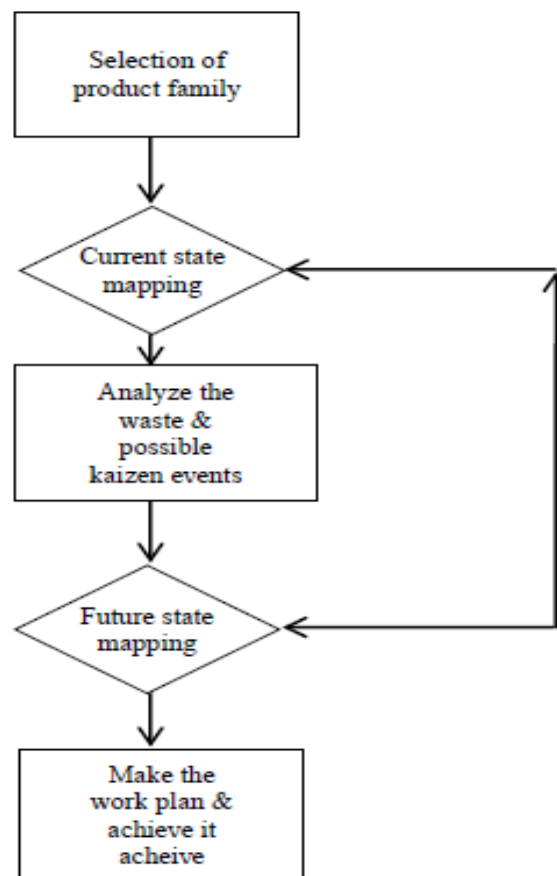 Selection of
product family
Current state
mapping
Analyze the
waste &
possible
kaizen events
Future state
mapping
Make the
work plan &
achieve it
acheive